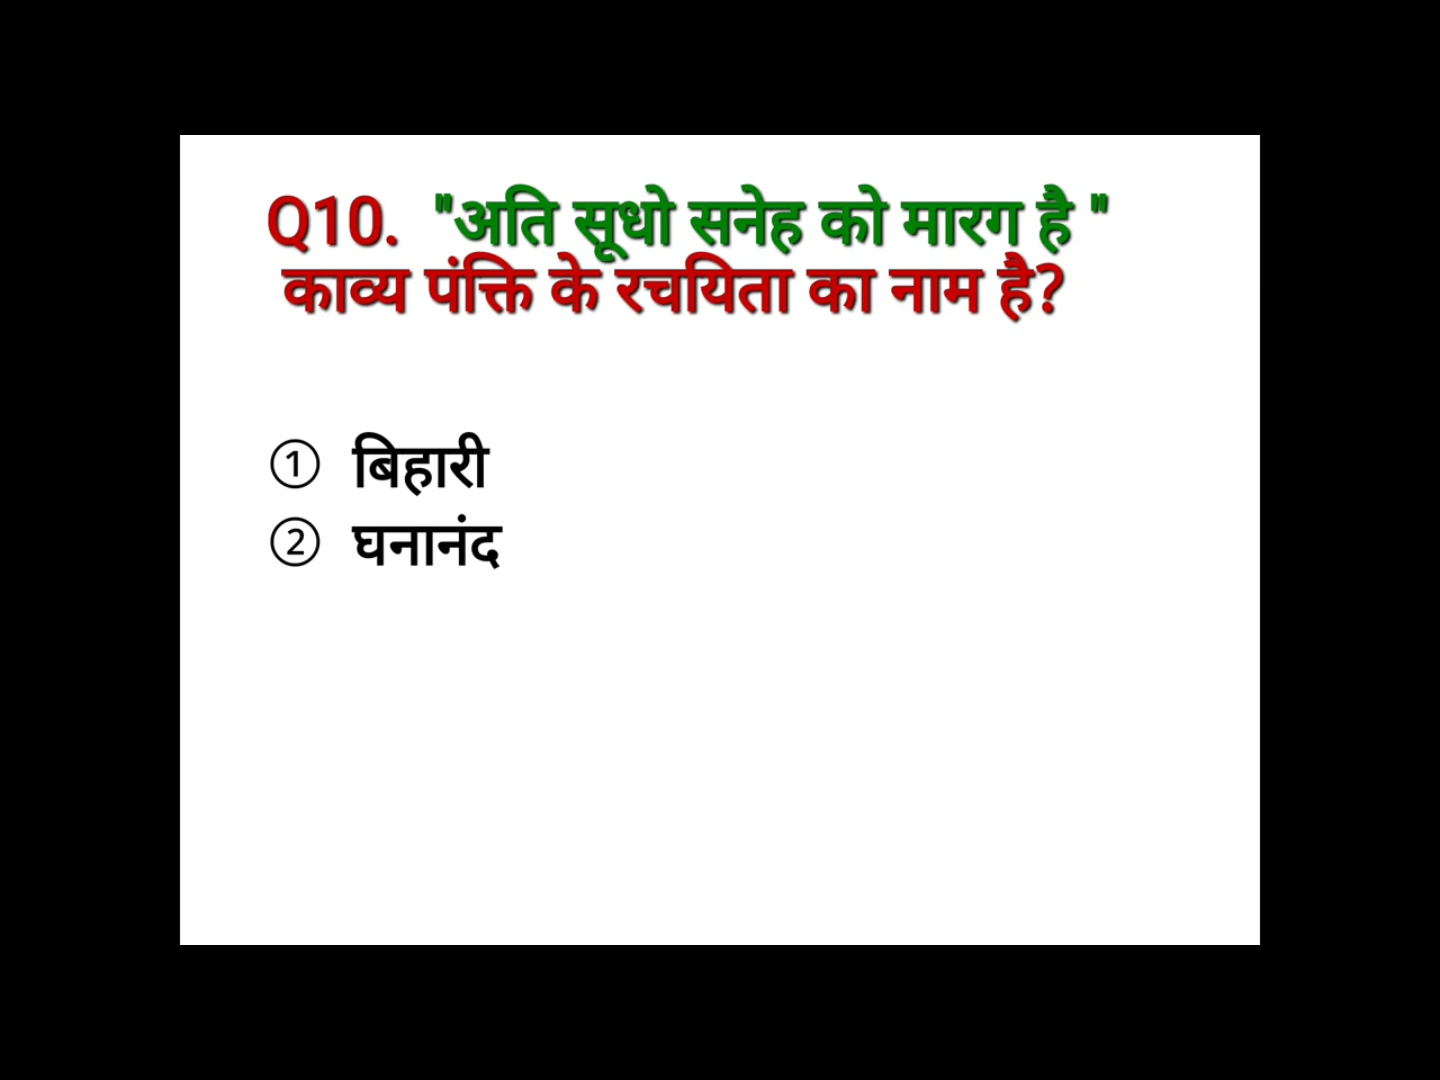 Q10. "अति सूधो सनेह को मारग है "
काव्य पंक्ति के रचयिता का नाम है?
① बिहारी
② घनानंद